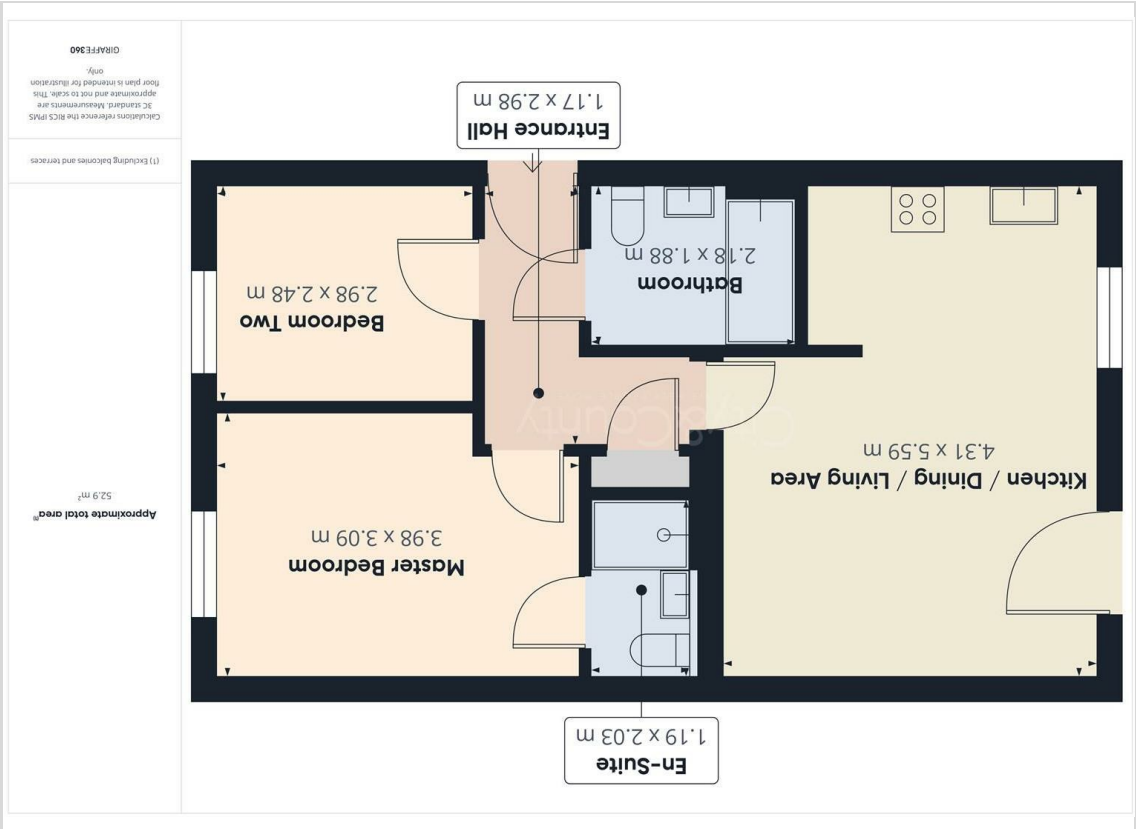 En-Suite
1.19 x 2.03 m
Kitchen / Dining / Living Area
4.31 x 5.59 m
Master Bedroom
3.98 x 3.09 m
Bedroom Two
2.98 x 2.48 m
Bathroom
2.18 x 1.88 m
Entrance Hall
1.17 x 2.98 m
City&County
Approximate total area⁽¹⁾
52.9 m²
(1) Excluding balconies and terraces
Calculations reference the RICS IPMS
3C standard. Measurements are
approximate and not to scale. This
floor plan is intended for illustration
only.
GIRAFFE360